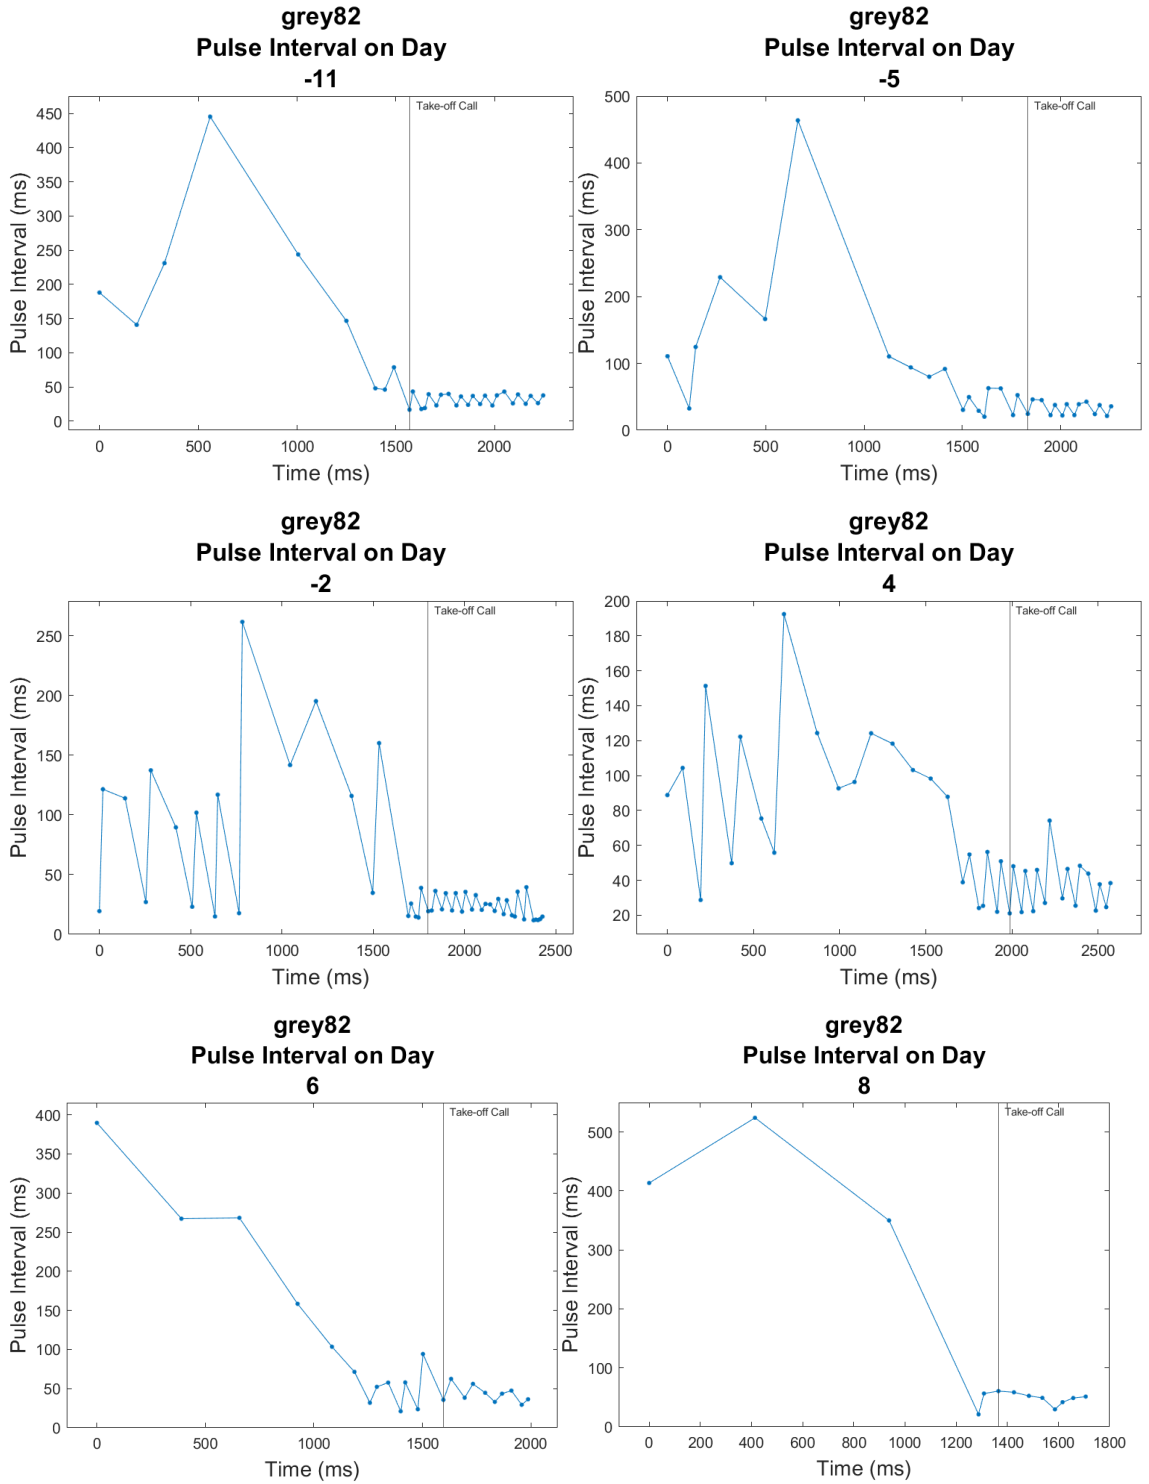 grey82
Pulse Interval on Day
-11
Take-off Call
450
400
350
300
250
200
150
100
50
0
Pulse Interval (ms)
0 500 1000 1500 2000
Time (ms)
grey82
Pulse Interval on Day
-5
Take-off Call
500
400
300
200
100
0
Pulse Interval (ms)
0 500 1000 1500 2000
Time (ms)
grey82
Pulse Interval on Day
-2
Take-off Call
250
200
150
100
50
0
Pulse Interval (ms)
0 500 1000 1500 2000 2500
Time (ms)
grey82
Pulse Interval on Day
4
Take-off Call
200
180
160
140
120
100
80
60
40
20
Pulse Interval (ms)
0 500 1000 1500 2000 2500
Time (ms)
grey82
Pulse Interval on Day
6
Take-off Call
400
350
300
250
200
150
100
50
0
Pulse Interval (ms)
0 500 1000 1500 2000
Time (ms)
grey82
Pulse Interval on Day
8
Take-off Call
500
400
300
200
100
0
Pulse Interval (ms)
0 200 400 600 800 1000 1200 1400 1600 1800
Time (ms)